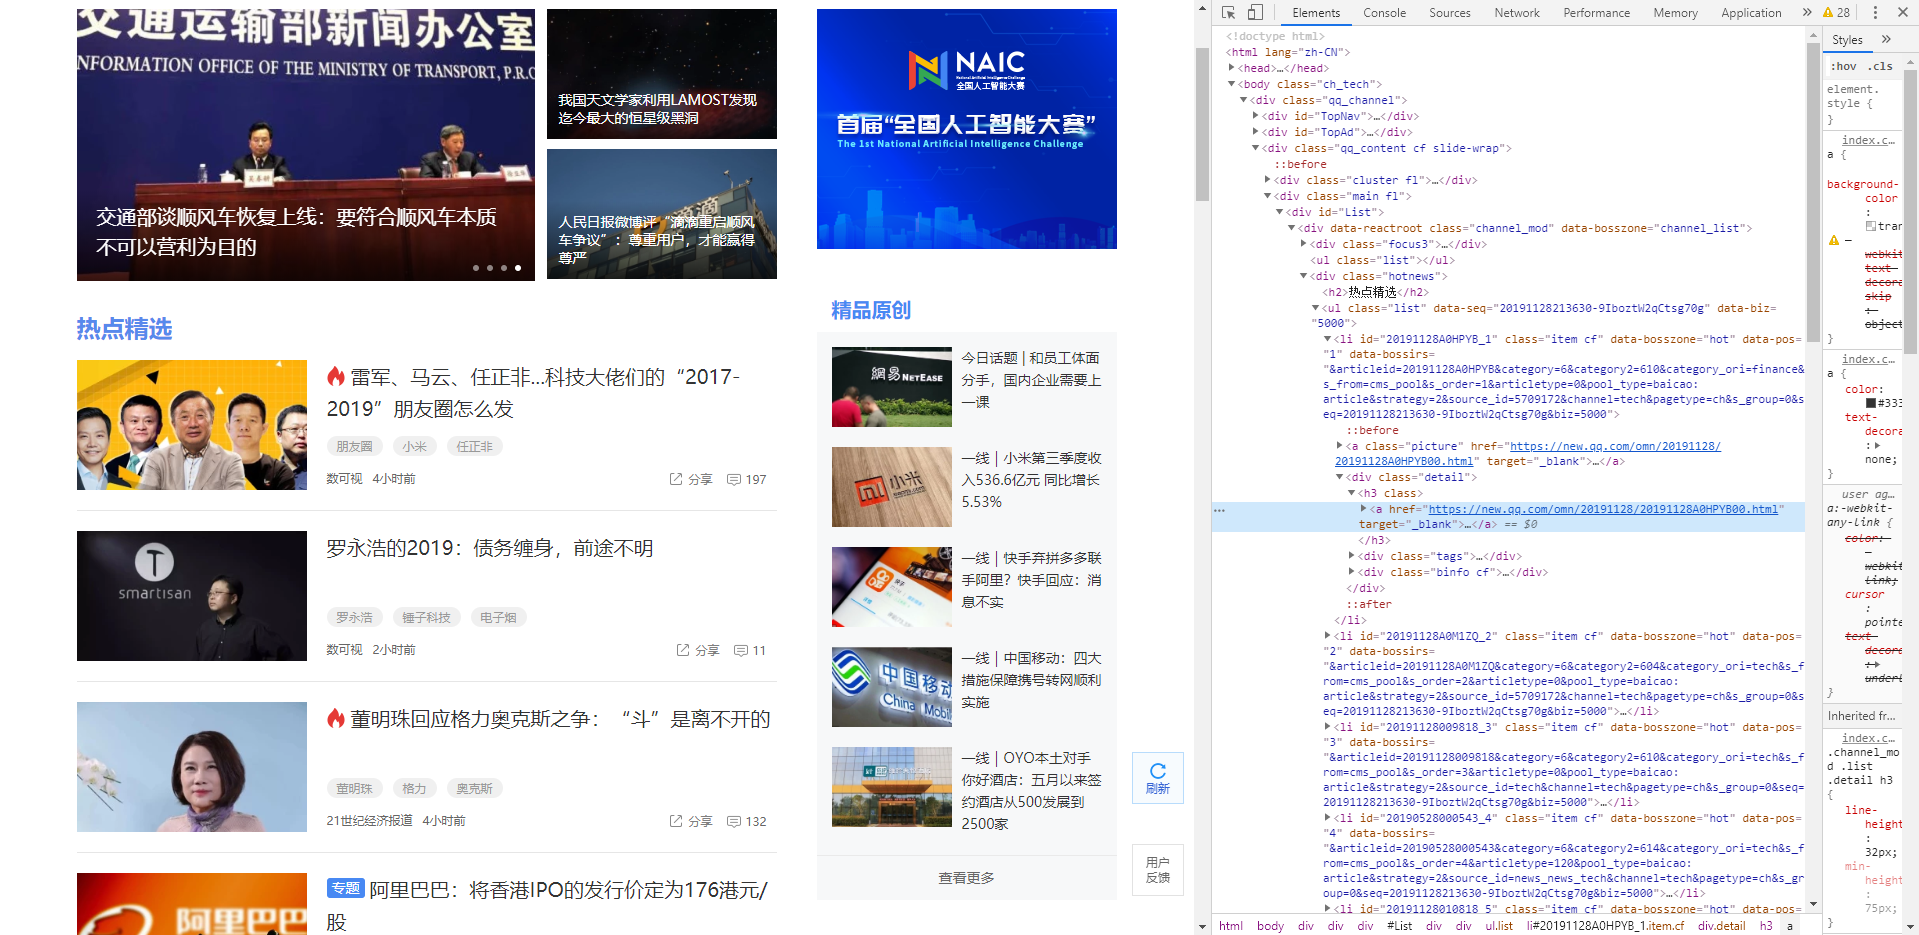 交通运输部新闻办公室
INFORMATION OFFICE OF THE MINISTRY OF TRANSPORT, P.R.C
交通部谈顺风车恢复上线：要符合顺风车本质
不可以营利为目的
我国天文学家利用LAMOST发现
迄今最大的恒星级黑洞
人民日报微博评“滴滴重启顺风
车争议”：尊重用户，才能赢得
尊严
NAIC
National Artificial Intelligence Challenge
全国人工智能大赛
首届“全国人工智能大赛”
The 1st National Artificial Intelligence Challenge
热点精选
雷军、马云、任正非...科技大佬们的“2017-
2019”朋友圈怎么发
朋友圈 小米 任正非
数可视 4小时前 分享 197
smartisan
罗永浩的2019：债务缠身，前途不明
罗永浩 锤子科技 电子烟
数可视 2小时前 分享 11
董明珠回应格力奥克斯之争：“斗”是离不开的
董明珠 格力 奥克斯
21世纪经济报道 4小时前 分享 132
阿里巴巴
专题 阿里巴巴：将香港IPO的发行价定为176港元/
股
精品原创
網易 NETEASE
今日话题 | 和员工体面
分手，国内企业需要上
一课
小米
一线 | 小米第三季度收
入536.6亿元 同比增长
5.53%
快手
一线 | 快手弃拼多多联
手阿里？快手回应：消
息不实
中国移动
China Mobil
一线 | 中国移动：四大
措施保障携号转网顺利
实施
一线 | OYO本土对手
你好酒店：五月以来签
约酒店从500发展到
2500家
查看更多
刷新
用户
反馈
Elements Console Sources Network Performance Memory Application » 28
<!doctype html>
<html lang="zh-CN">
<head>…</head>
<body class="ch_tech">
<div class="qq_channel">
<div id="TopNav">…</div>
<div id="TopAd">…</div>
<div class="qq_content cf slide-wrap">
::before
<div class="cluster fl">…</div>
<div class="main fl">
<div id="List">
<div data-reactroot class="channel_mod" data-bosszone="channel_list">
<div class="focus3">…</div>
<ul class="list"></ul>
<div class="hotnews">
<h2>热点精选</h2>
<ul class="list" data-seq="20191128213630-9IboztW2qCtsg70g" data-biz=
"5000">
<li id="20191128A0HPYB_1" class="item cf" data-bosszone="hot" data-pos=
"1" data-bossirs=
"&articleid=20191128A0HPYB&category=6&category2=610&category_ori=finance&
s_from=cms_pool&s_order=1&articletype=0&pool_type=baicao:
article&strategy=2&source_id=5709172&channel=tech&pagetype=ch&s_group=0&s
eq=20191128213630-9IboztW2qCtsg70g&biz=5000">
::before
<a class="picture" href="https://new.qq.com/omn/20191128/
20191128A0HPYB00.html" target="_blank">…</a>
<div class="detail">
<h3 class>
<a href="https://new.qq.com/omn/20191128/20191128A0HPYB00.html"
target="_blank">…</a> == $0
</h3>
<div class="tags">…</div>
<div class="binfo cf">…</div>
</div>
::after
</li>
<li id="20191128A0M1ZQ_2" class="item cf" data-bosszone="hot" data-pos=
"2" data-bossirs=
"&articleid=20191128A0M1ZQ&category=6&category2=604&category_ori=tech&s_f
rom=cms_pool&s_order=2&articletype=0&pool_type=baicao:
article&strategy=2&source_id=5709172&channel=tech&pagetype=ch&s_group=0&s
eq=20191128213630-9IboztW2qCtsg70g&biz=5000">…</li>
<li id="20191128009818_3" class="item cf" data-bosszone="hot" data-pos=
"3" data-bossirs=
"&articleid=20191128009818&category=6&category2=610&category_ori=tech&s_f
rom=cms_pool&s_order=3&articletype=0&pool_type=baicao:
article&strategy=2&source_id=tech&channel=tech&pagetype=ch&s_group=0&seq=
20191128213630-9IboztW2qCtsg70g&biz=5000">…</li>
<li id="20190528000543_4" class="item cf" data-bosszone="hot" data-pos=
"4" data-bossirs=
"&articleid=20190528000543&category=6&category2=614&category_ori=tech&s_f
rom=cms_pool&s_order=4&articletype=120&pool_type=baicao:
article&strategy=2&source_id=news_news_tech&channel=tech&pagetype=ch&s_gr
oup=0&seq=20191128213630-9IboztW2qCtsg70g&biz=5000">…</li>
<li id="20191128010818_5" class="item cf" data-bosszone="hot" data-pos=
html body div div div #List div div ul.list li#20191128A0HPYB_1.item.cf div.detail h3 a
Styles »
:hov .cls
element.
style {
}
index.c…
a {
background-
color
:
tran
webkit
text-
decora
skip
:
object
}
index.c…
a {
color:
#333
text-
decora
:
none;
}
user ag…
a:-webkit-
any-link {
color:
-
webkit
link;
cursor
:
pointe
text-
decora
:
underl
}
Inherited fr…
index.c…
.channel_mo
d .list
.detail h3
{
line-
height
:
32px;
min-
height
:
75px;
}